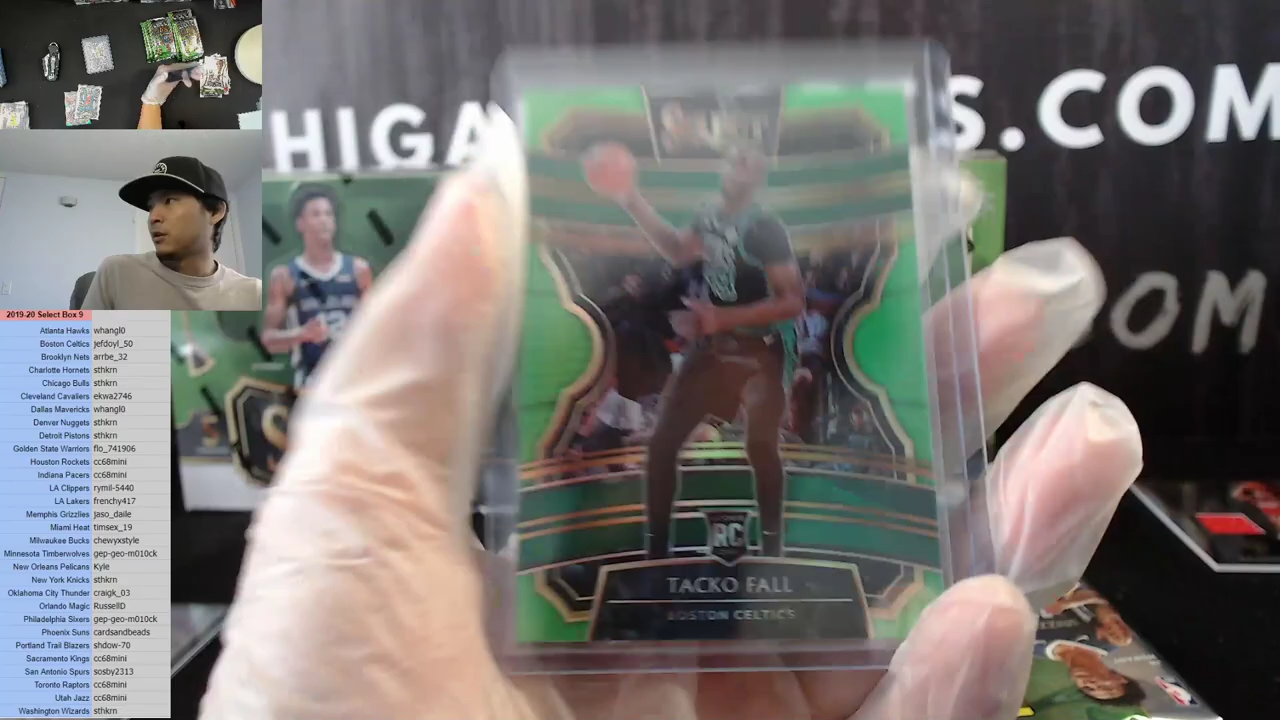 HIGA S.COM
OM
2019-20 Select Box 9
Atlanta Hawks whangl0
Boston Celtics jefdoyl_50
Brooklyn Nets arrbe_32
Charlotte Hornets sthkrn
Chicago Bulls sthkrn
Cleveland Cavaliers ekwa2746
Dallas Mavericks whangl0
Denver Nuggets sthkrn
Detroit Pistons sthkrn
Golden State Warriors flo_741906
Houston Rockets cc68mini
Indiana Pacers cc68mini
LA Clippers rymil-5440
LA Lakers frenchy417
Memphis Grizzlies jaso_daile
Miami Heat timsex_19
Milwaukee Bucks chewyxstyle
Minnesota Timberwolves gep-geo-m010ck
New Orleans Pelicans Kyle
New York Knicks sthkrn
Oklahoma City Thunder craigk_03
Orlando Magic RussellD
Philadelphia Sixers gep-geo-m010ck
Phoenix Suns cardsandbeads
Portland Trail Blazers shdow-70
Sacramento Kings cc68mini
San Antonio Spurs sosby2313
Toronto Raptors cc68mini
Utah Jazz cc68mini
Washington Wizards sthkrn
SELECT
RC
TACKO FALL
BOSTON CELTICS